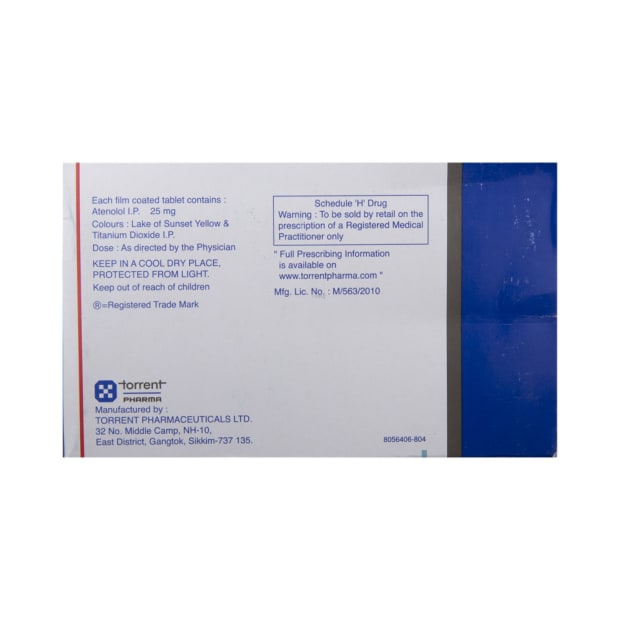 Each film coated tablet contains :
Atenolol I.P. 25 mg
Colours : Lake of Sunset Yellow &
Titanium Dioxide I.P.
Dose : As directed by the Physician
KEEP IN A COOL DRY PLACE,
PROTECTED FROM LIGHT.
Keep out of reach of children
®=Registered Trade Mark
Schedule 'H' Drug
Warning : To be sold by retail on the
prescription of a Registered Medical
Practitioner only
" Full Prescribing Information
is available on
www.torrentpharma.com "
Mfg. Lic. No. : M/563/2010
torrent
PHARMA
Manufactured by :
TORRENT PHARMACEUTICALS LTD.
32 No. Middle Camp, NH-10,
East District, Gangtok, Sikkim-737 135.
8056406-804